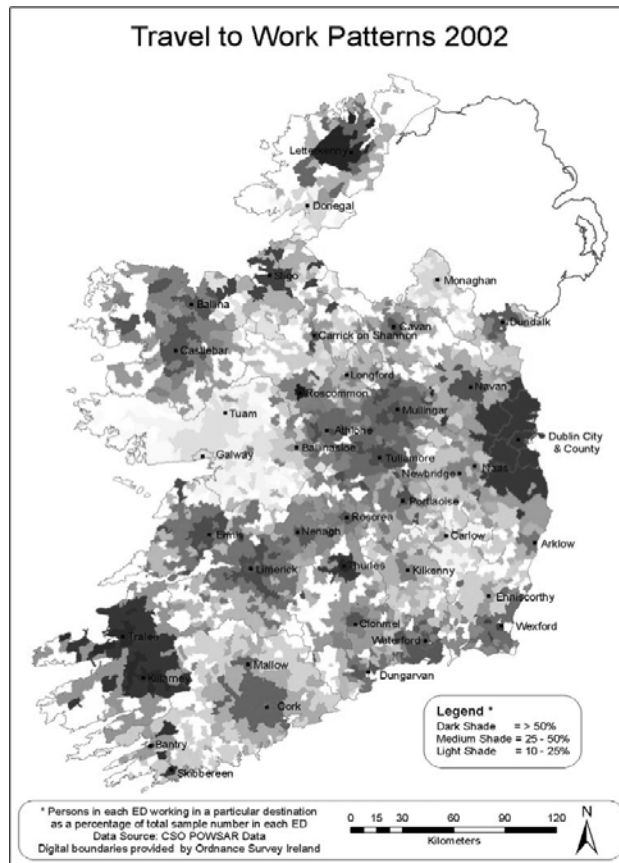 Travel to Work Patterns 2002
Letterkenny
Donegal
Sligo
Monaghan
Ballina
Cavan
Dundalk
Carrick on Shannon
Castlebar
Longford
Navan
Roscommon
Tuam
Mullingar
Athlone
Dublin City
& County
Ballinasloe
Galway
Tullamore
Newbridge
Naas
Portlaoise
Roscrea
Ennis
Nenagh
Carlow
Arklow
Limerick
Thurles
Kilkenny
Enniscorthy
Clonmel
Wexford
Tralee
Waterford
Mallow
Killarney
Dungarvan
Cork
Bantry
Skibbereen
Legend *
Dark Shade = > 50%
Medium Shade = 25 - 50%
Light Shade = 10 - 25%
* Persons in each ED working in a particular destination
as a percentage of total sample number in each ED
Data Source: CSO POWSAR Data
Digital boundaries provided by Ordnance Survey Ireland
0 15 30 60 90 120
Kilometers
N